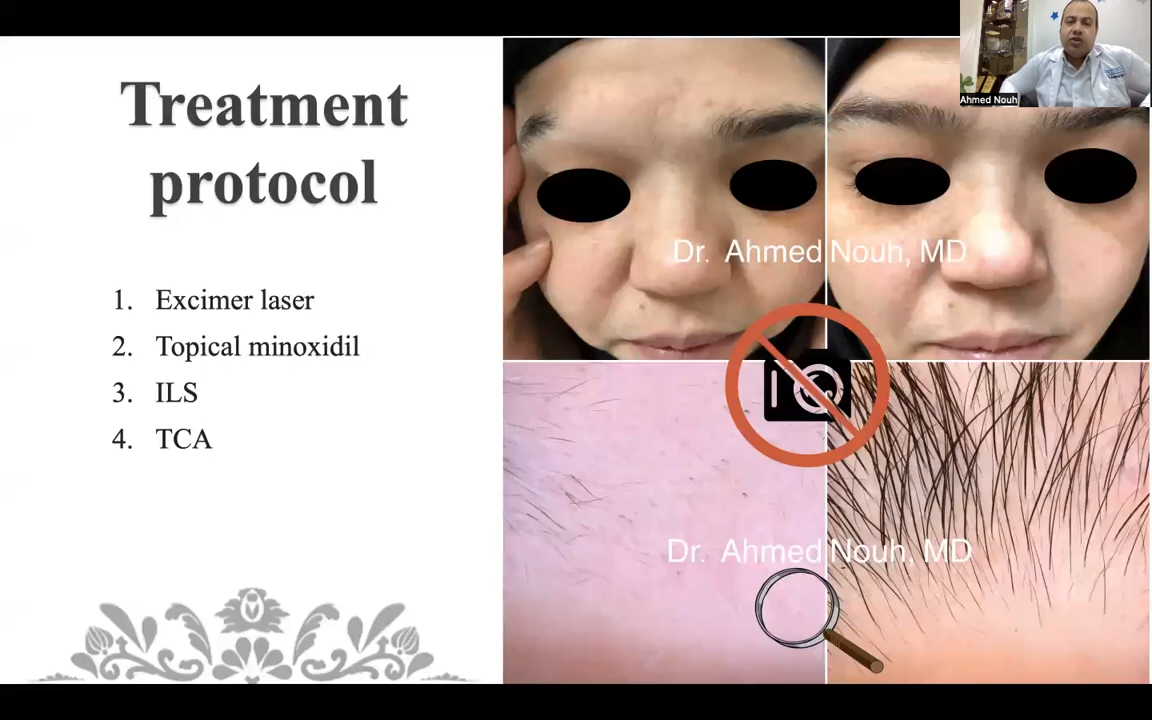 Treatment
protocol
1. Excimer laser
2. Topical minoxidil
3. ILS
4. TCA
Dr. Ahmed Nouh, MD
Dr. Ahmed Nouh, MD
Ahmed Nouh